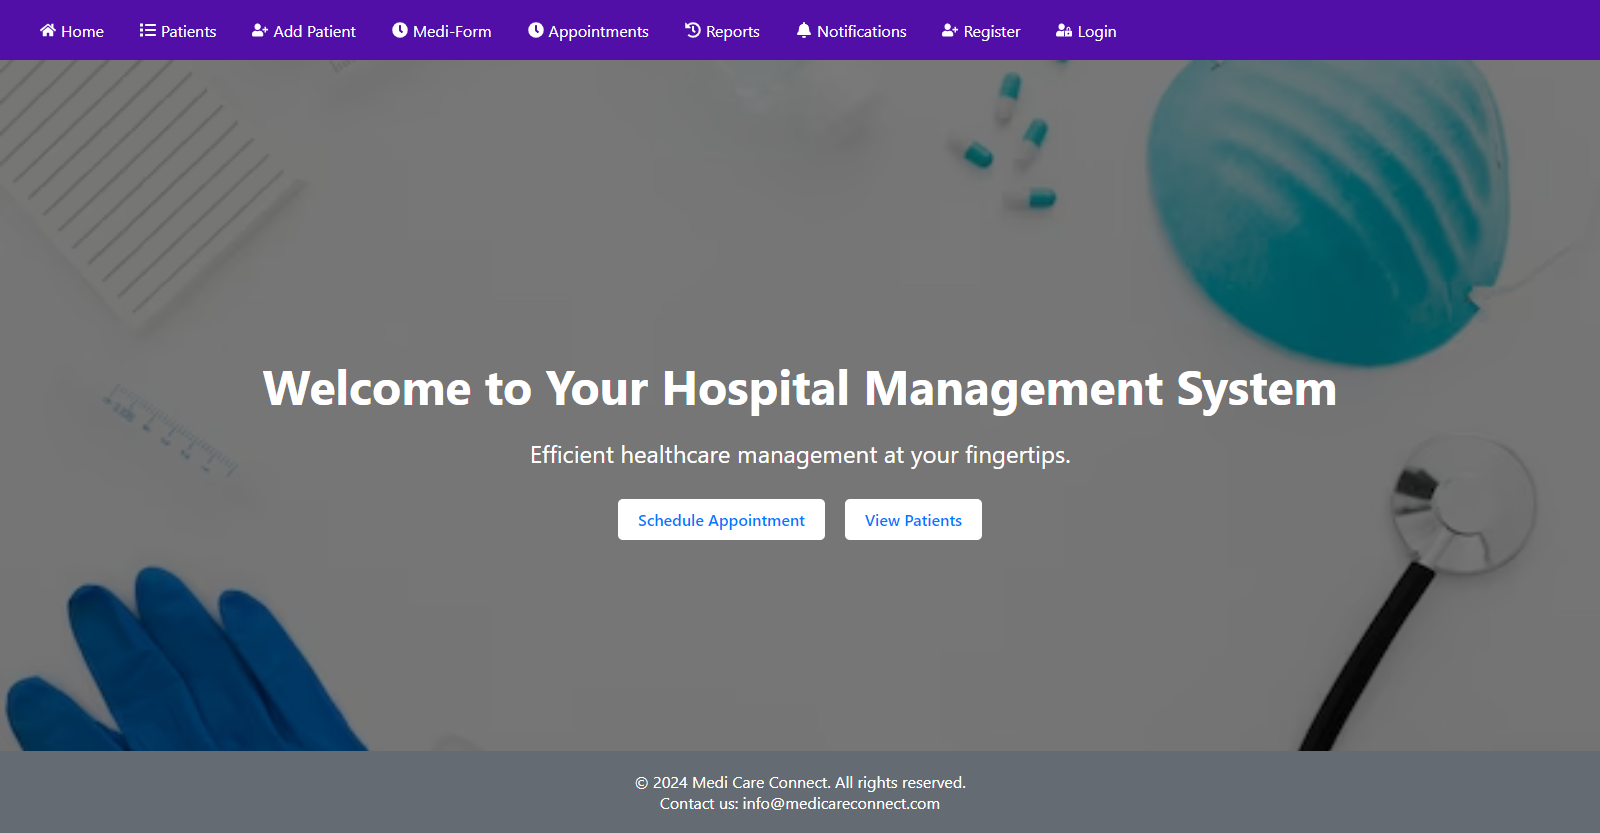 Home Patients Add Patient Medi-Form Appointments Reports Notifications Register Login
Welcome to Your Hospital Management System
Efficient healthcare management at your fingertips.
Schedule Appointment View Patients
© 2024 Medi Care Connect. All rights reserved.
Contact us: info@medicareconnect.com